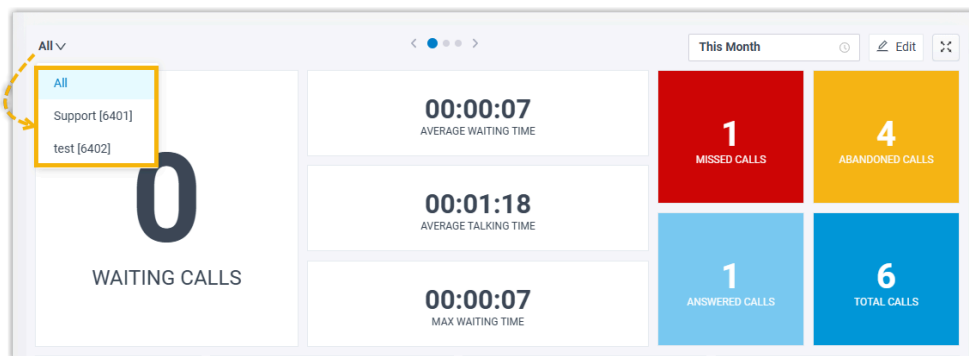 All
This Month
Edit
All
Support [6401]
test [6402]
0
WAITING CALLS
00:00:07
AVERAGE WAITING TIME
00:01:18
AVERAGE TALKING TIME
00:00:07
MAX WAITING TIME
1
MISSED CALLS
4
ABANDONED CALLS
1
ANSWERED CALLS
6
TOTAL CALLS